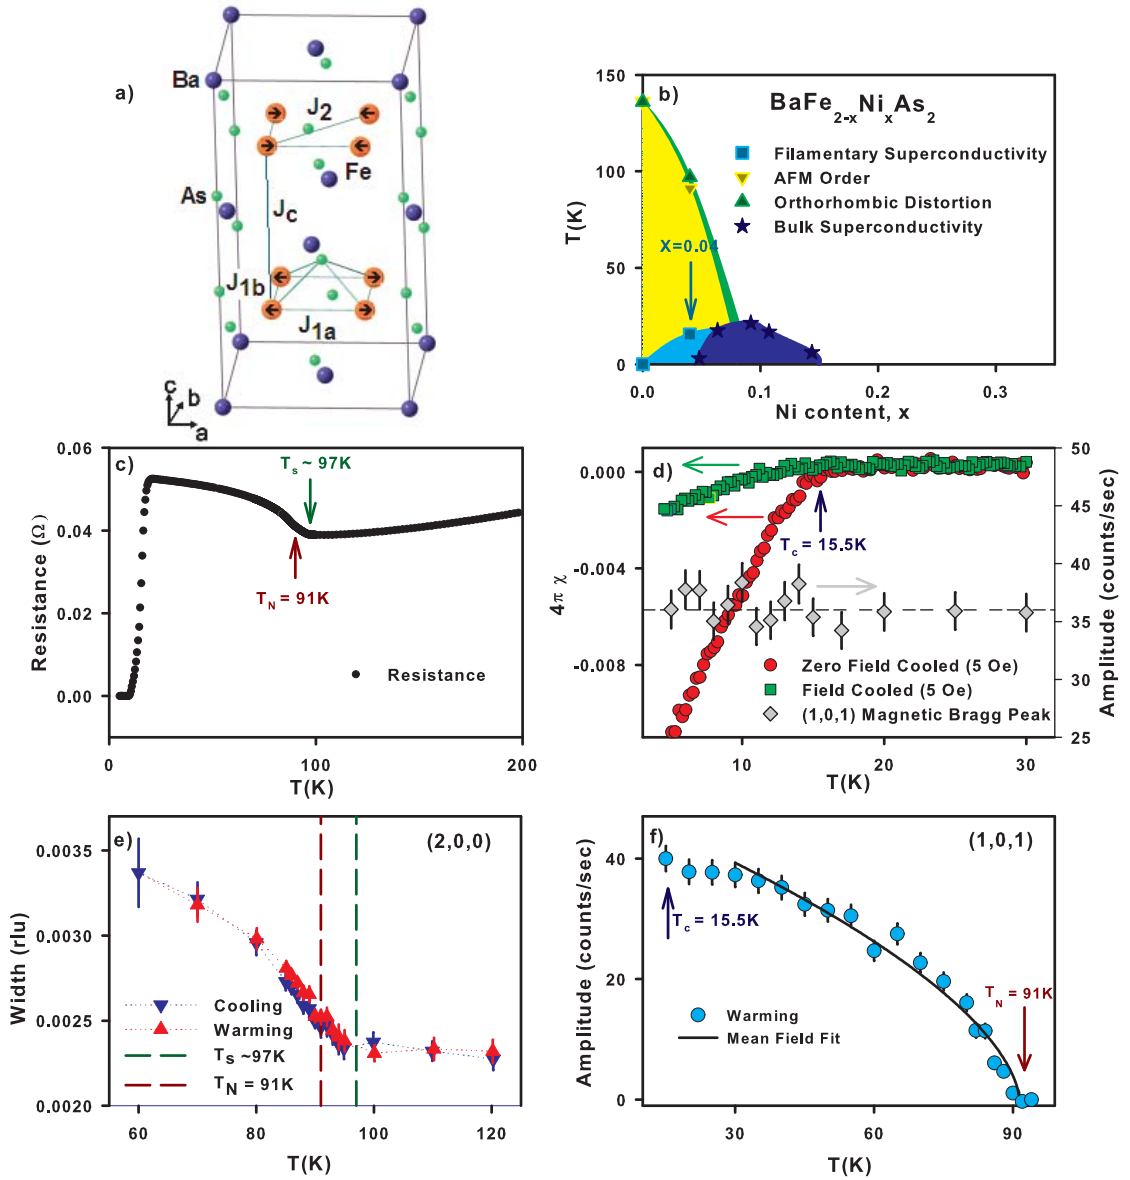 a)
Ba
J2
Fe
As
Jc
J1b
J1a
c
b
a
b)
BaFe2-xNixAs2
Filamentary Superconductivity
AFM Order
Orthorhombic Distortion
Bulk Superconductivity
X=0.04
T(K)
150
100
50
0
0.0 0.1 0.2 0.3
Ni content, x
c)
Ts ~ 97K
TN = 91K
Resistance
Resistance (Ω)
0.06
0.04
0.02
0.00
0 100 200
T(K)
d)
Tc = 15.5K
Zero Field Cooled (5 Oe)
Field Cooled (5 Oe)
(1,0,1) Magnetic Bragg Peak
4π χ
0.000
-0.004
-0.008
50
45
40
35
30
25
Amplitude (counts/sec)
10 20 30
T(K)
e)
(2,0,0)
Cooling
Warming
Ts ~97K
TN = 91K
Width (rlu)
0.0035
0.0030
0.0025
0.0020
60 80 100 120
T(K)
f)
(1,0,1)
Tc = 15.5K
TN = 91K
Warming
Mean Field Fit
Amplitude (counts/sec)
40
20
0
30 60 90
T(K)